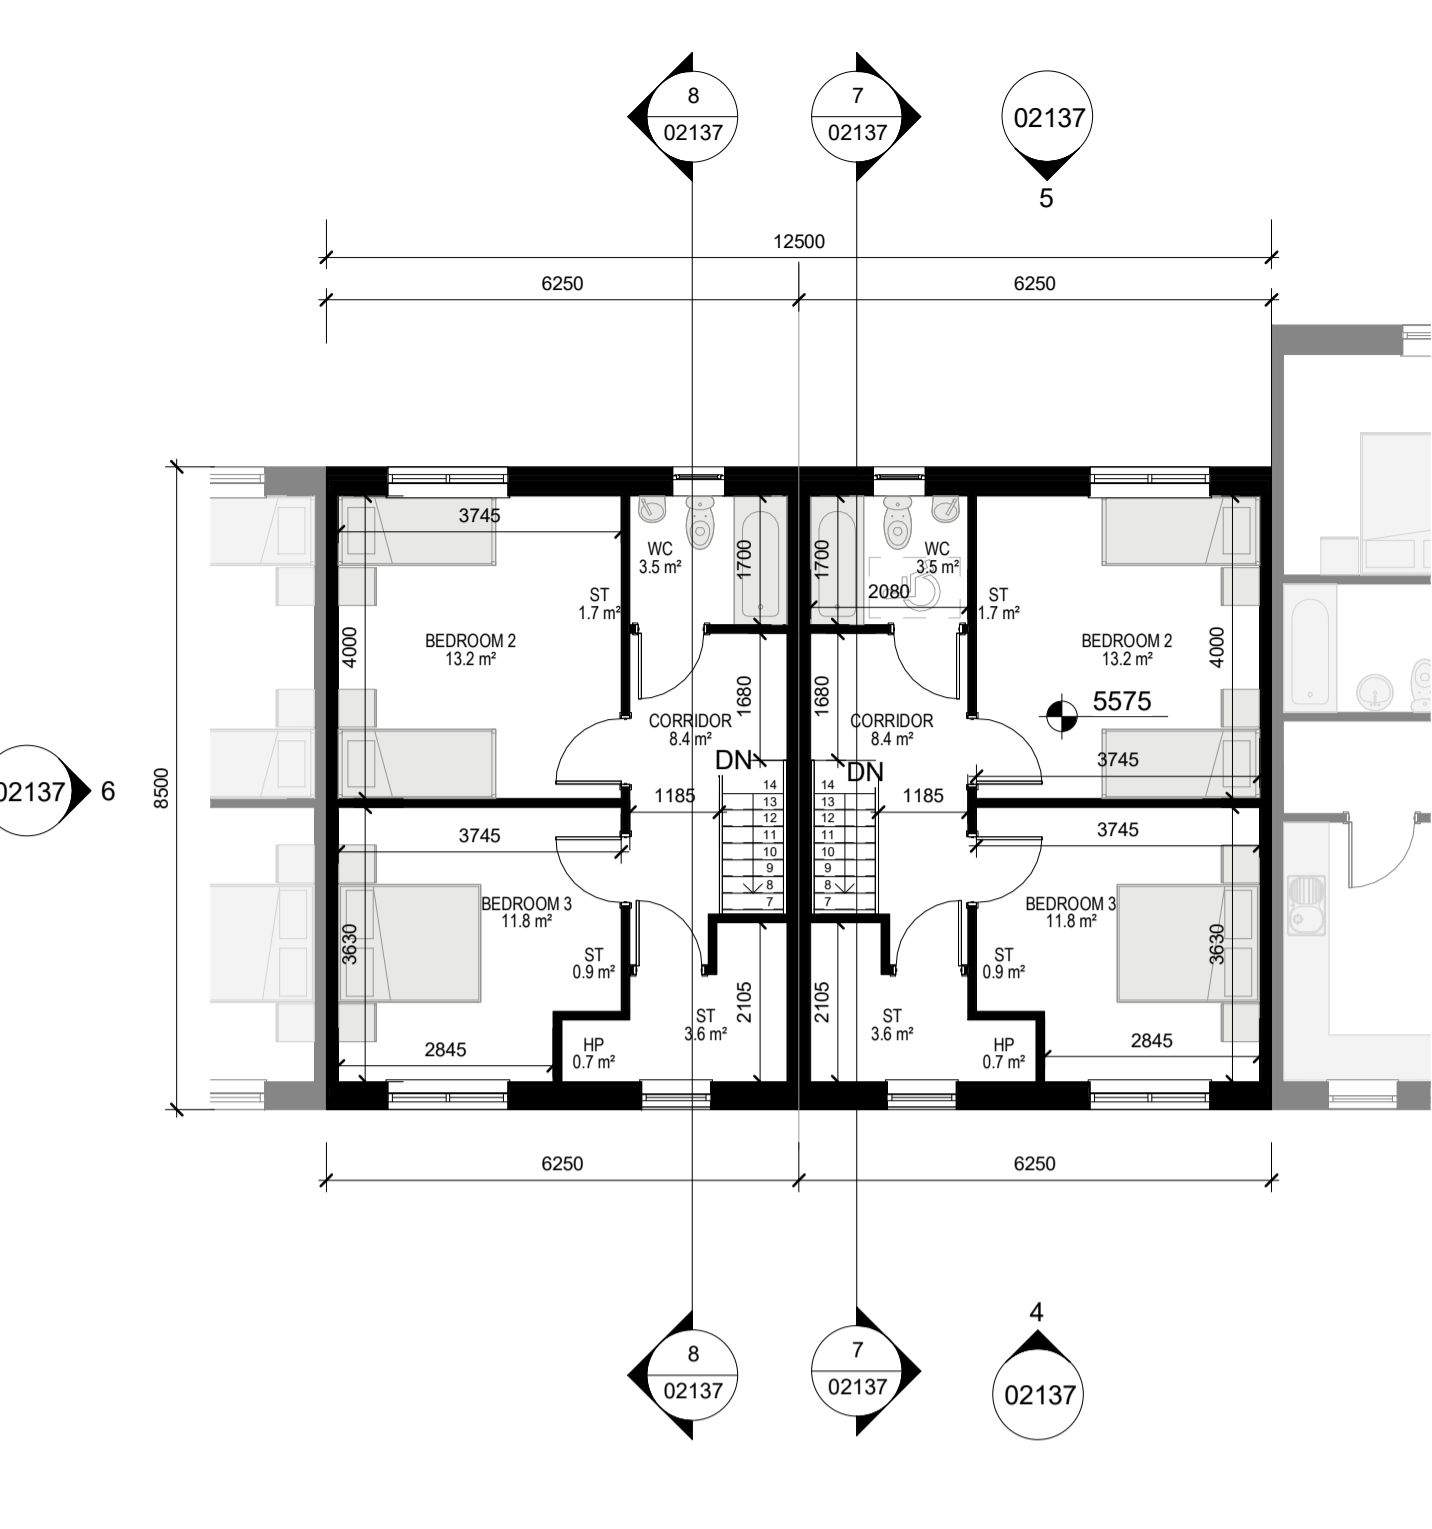 8
02137
7
02137
02137
5
12500
6250
6250
3745
WC
3.5 m²
1700
1700
WC
3.5 m²
2080
ST
1.7 m²
ST
1.7 m²
BEDROOM 2
13.2 m²
4000
BEDROOM 2
13.2 m²
4000
1680
1680
CORRIDOR
8.4 m²
CORRIDOR
8.4 m²
5575
DN
DN
3745
02137
6
8500
1185
1185
14
13
12
11
10
9
8
7
14
13
12
11
10
9
8
7
3745
3745
BEDROOM 3
11.8 m²
3630
BEDROOM 3
11.8 m²
3630
ST
0.9 m²
ST
0.9 m²
2105
2105
ST
3.6 m²
ST
3.6 m²
2845
HP
0.7 m²
HP
0.7 m²
2845
6250
6250
4
8
02137
7
02137
02137